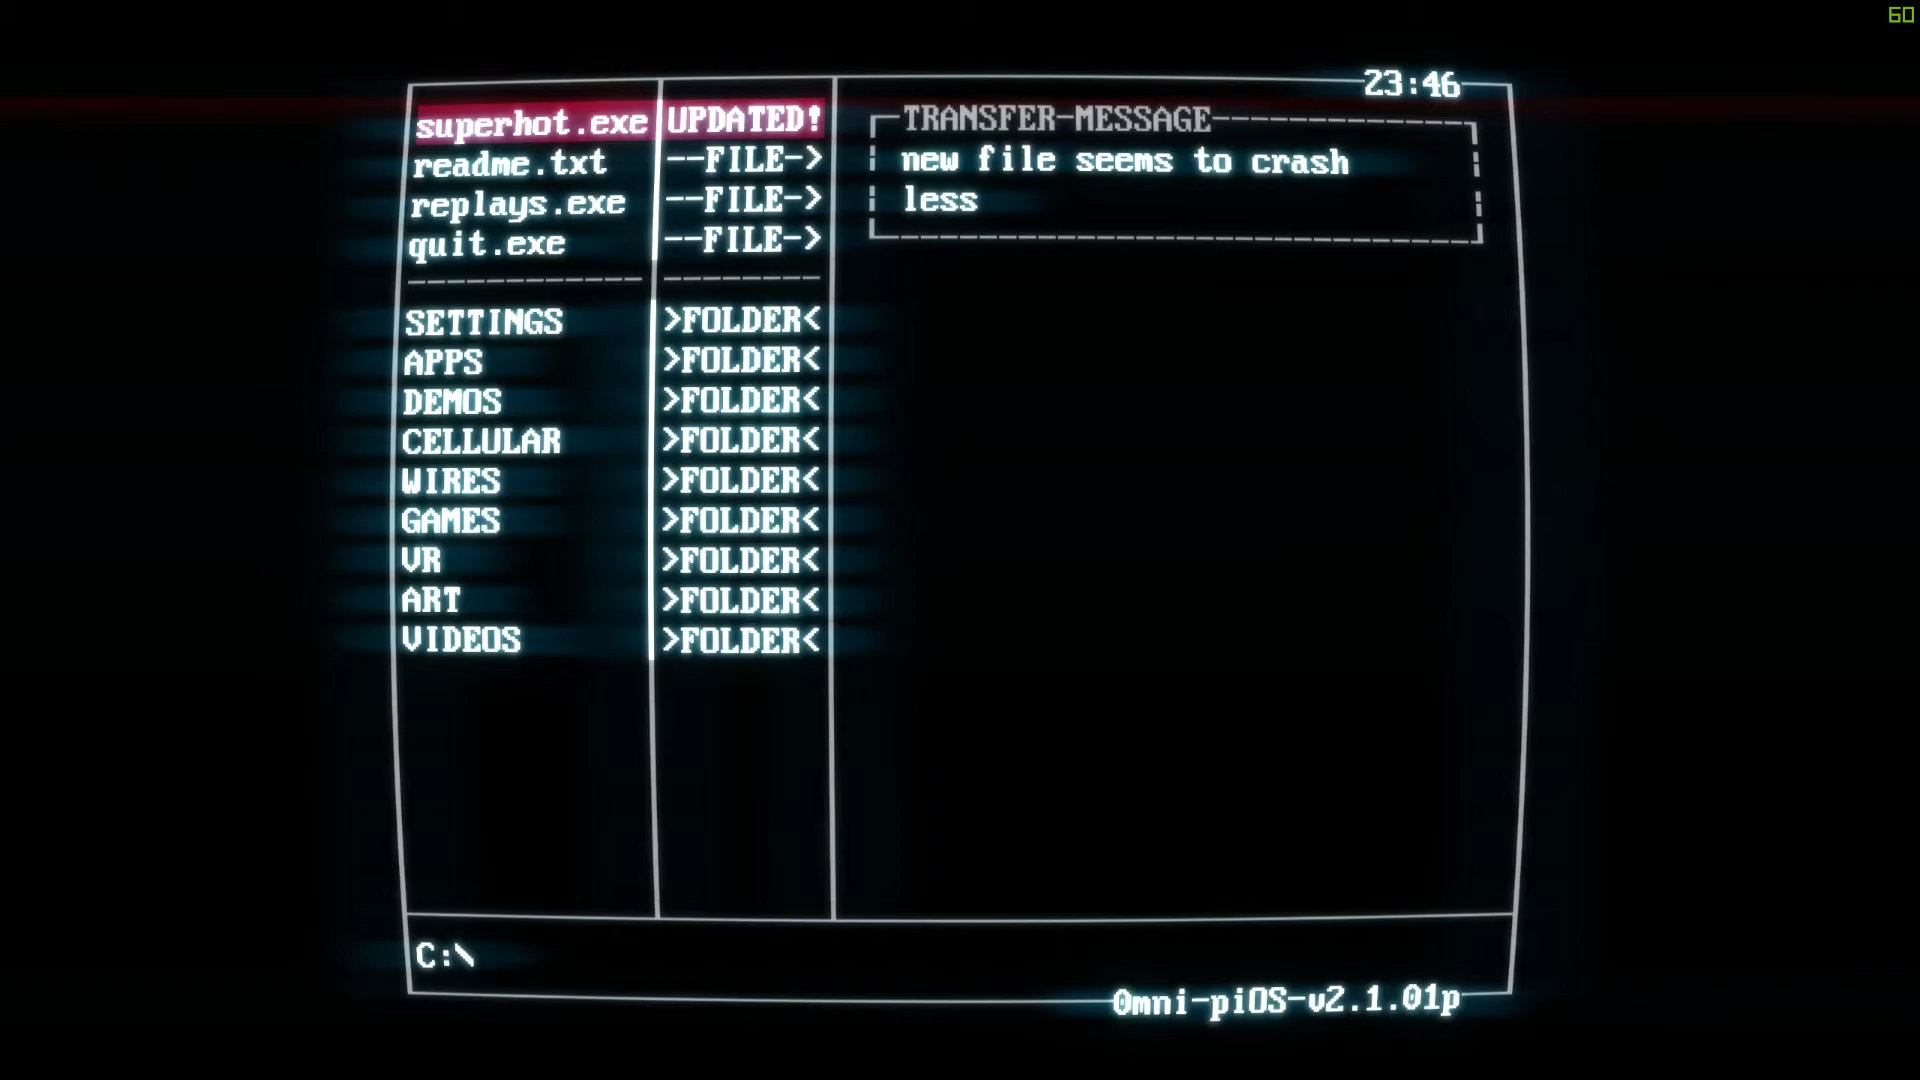 60
23:46
superhot.exe UPDATED!
readme.txt --FILE->
replays.exe --FILE->
quit.exe --FILE->
SETTINGS >FOLDER<
APPS >FOLDER<
DEMOS >FOLDER<
CELLULAR >FOLDER<
WIRES >FOLDER<
GAMES >FOLDER<
VR >FOLDER<
ART >FOLDER<
VIDEOS >FOLDER<
TRANSFER-MESSAGE
new file seems to crash
less
C:\
0mni-piOS-v2.1.01p